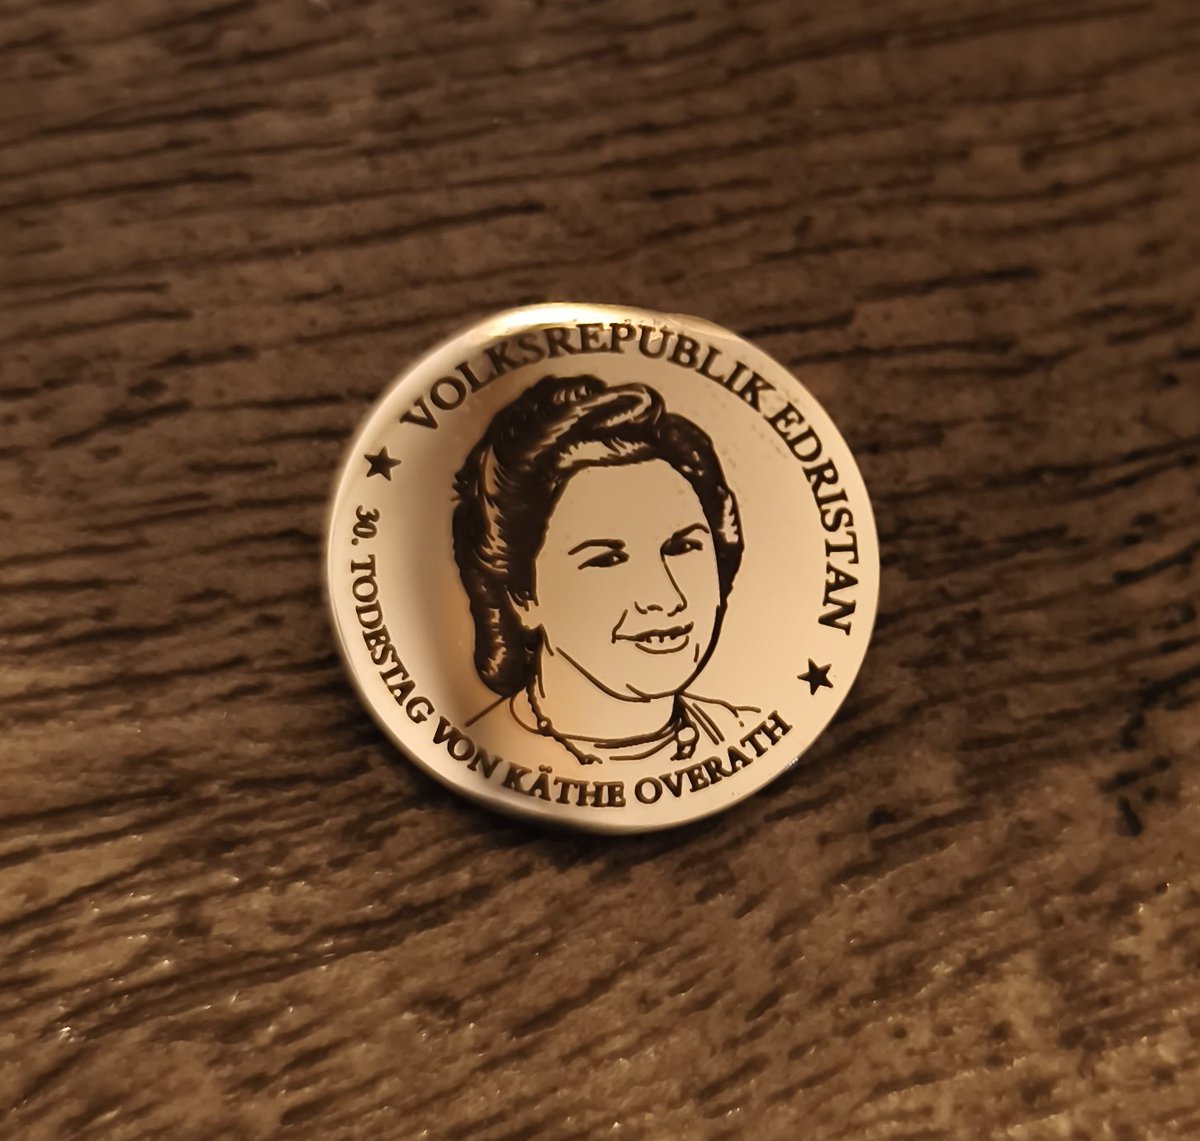 VOLKSREPUBLIK EDRISTAN
30. TODESTAG VON KÄTHE OVERATH